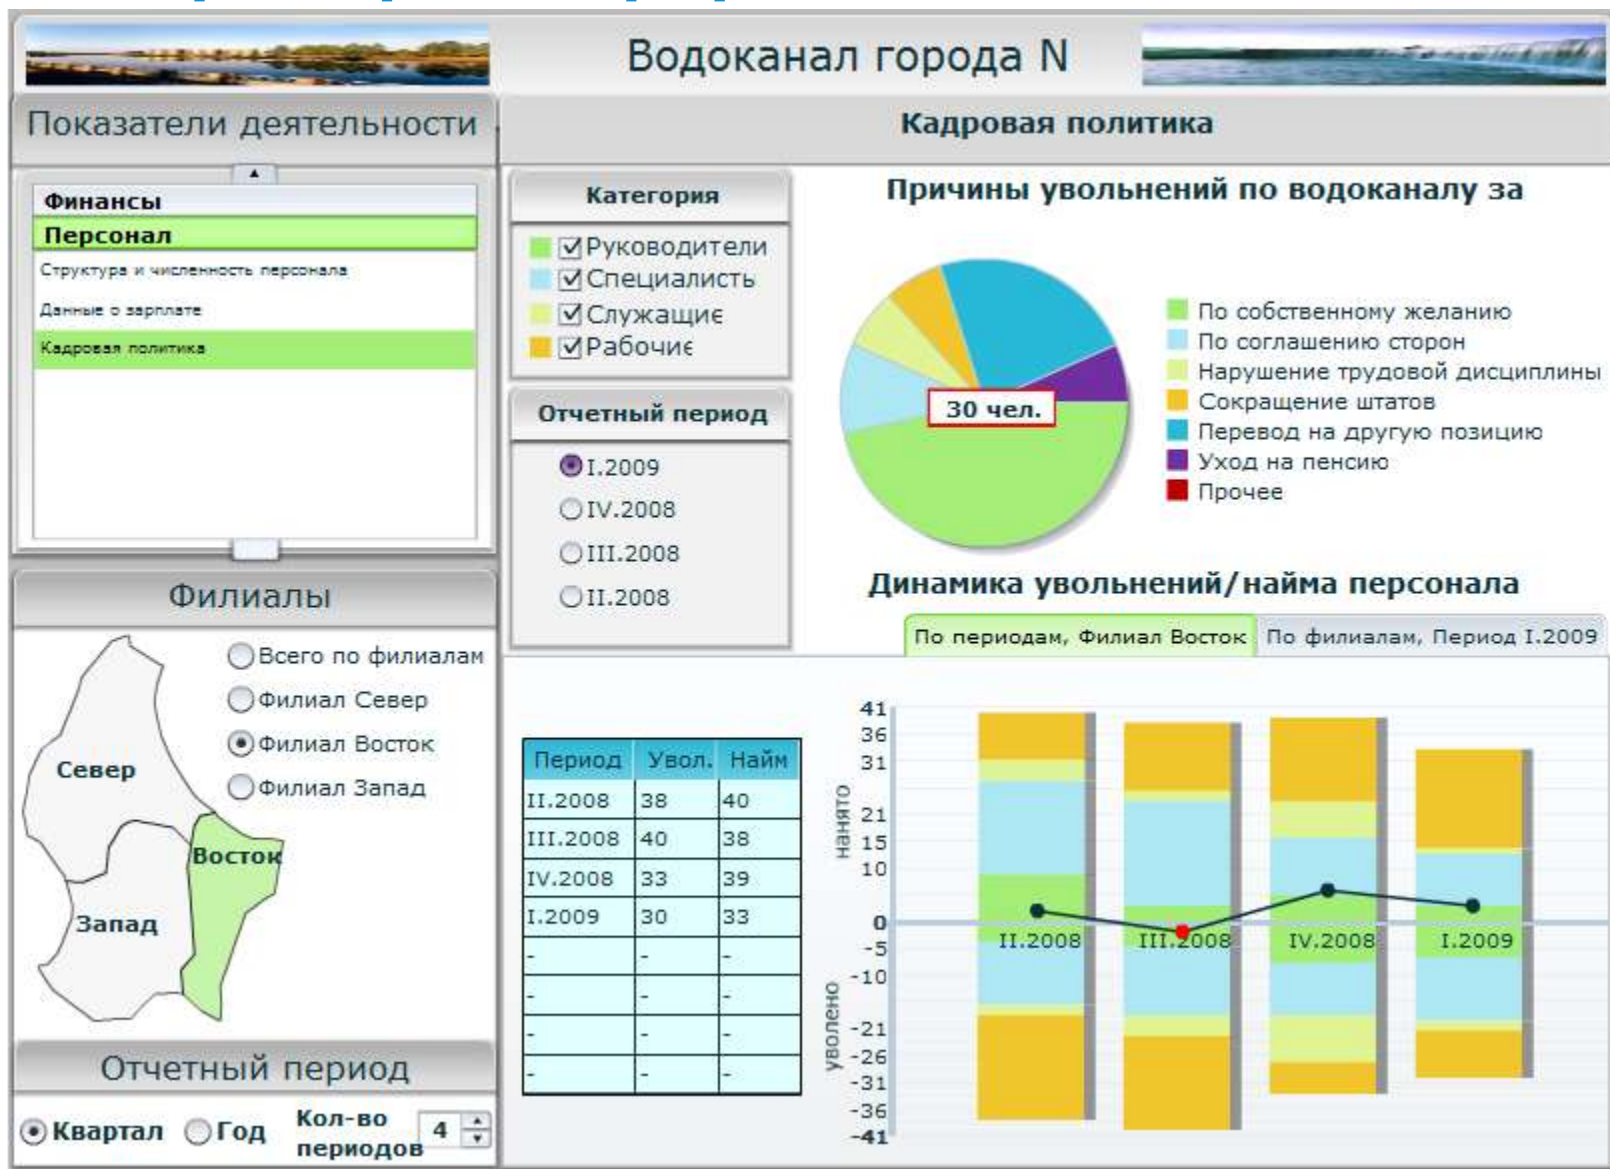 Водоканал города N
Показатели деятельности
Кадровая политика
Финансы
Персонал
Структура и численность персонала
Данные о зарплате
Кадровая политика
Категория
Руководители
Специалисть
Служащие
Рабочие
Отчетный период
I.2009
IV.2008
III.2008
II.2008
Причины увольнений по водоканалу за
30 чел.
По собственному желанию
По соглашению сторон
Нарушение трудовой дисциплины
Сокращение штатов
Перевод на другую позицию
Уход на пенсию
Прочее
Филиалы
Всего по филиалам
Филиал Север
Филиал Восток
Филиал Запад
Север
Восток
Запад
Отчетный период
Квартал Год Кол-во
периодов 4
Динамика увольнений/найма персонала
По периодам, Филиал Восток По филиалам, Период I.2009
Период Увол. Найм
II.2008 38 40
III.2008 40 38
IV.2008 33 39
I.2009 30 33
- - -
- - -
- - -
- - -
нанято
уволено
41
36
31
21
15
10
0
-5
-10
-21
-26
-31
-36
-41
II.2008 III.2008 IV.2008 I.2009